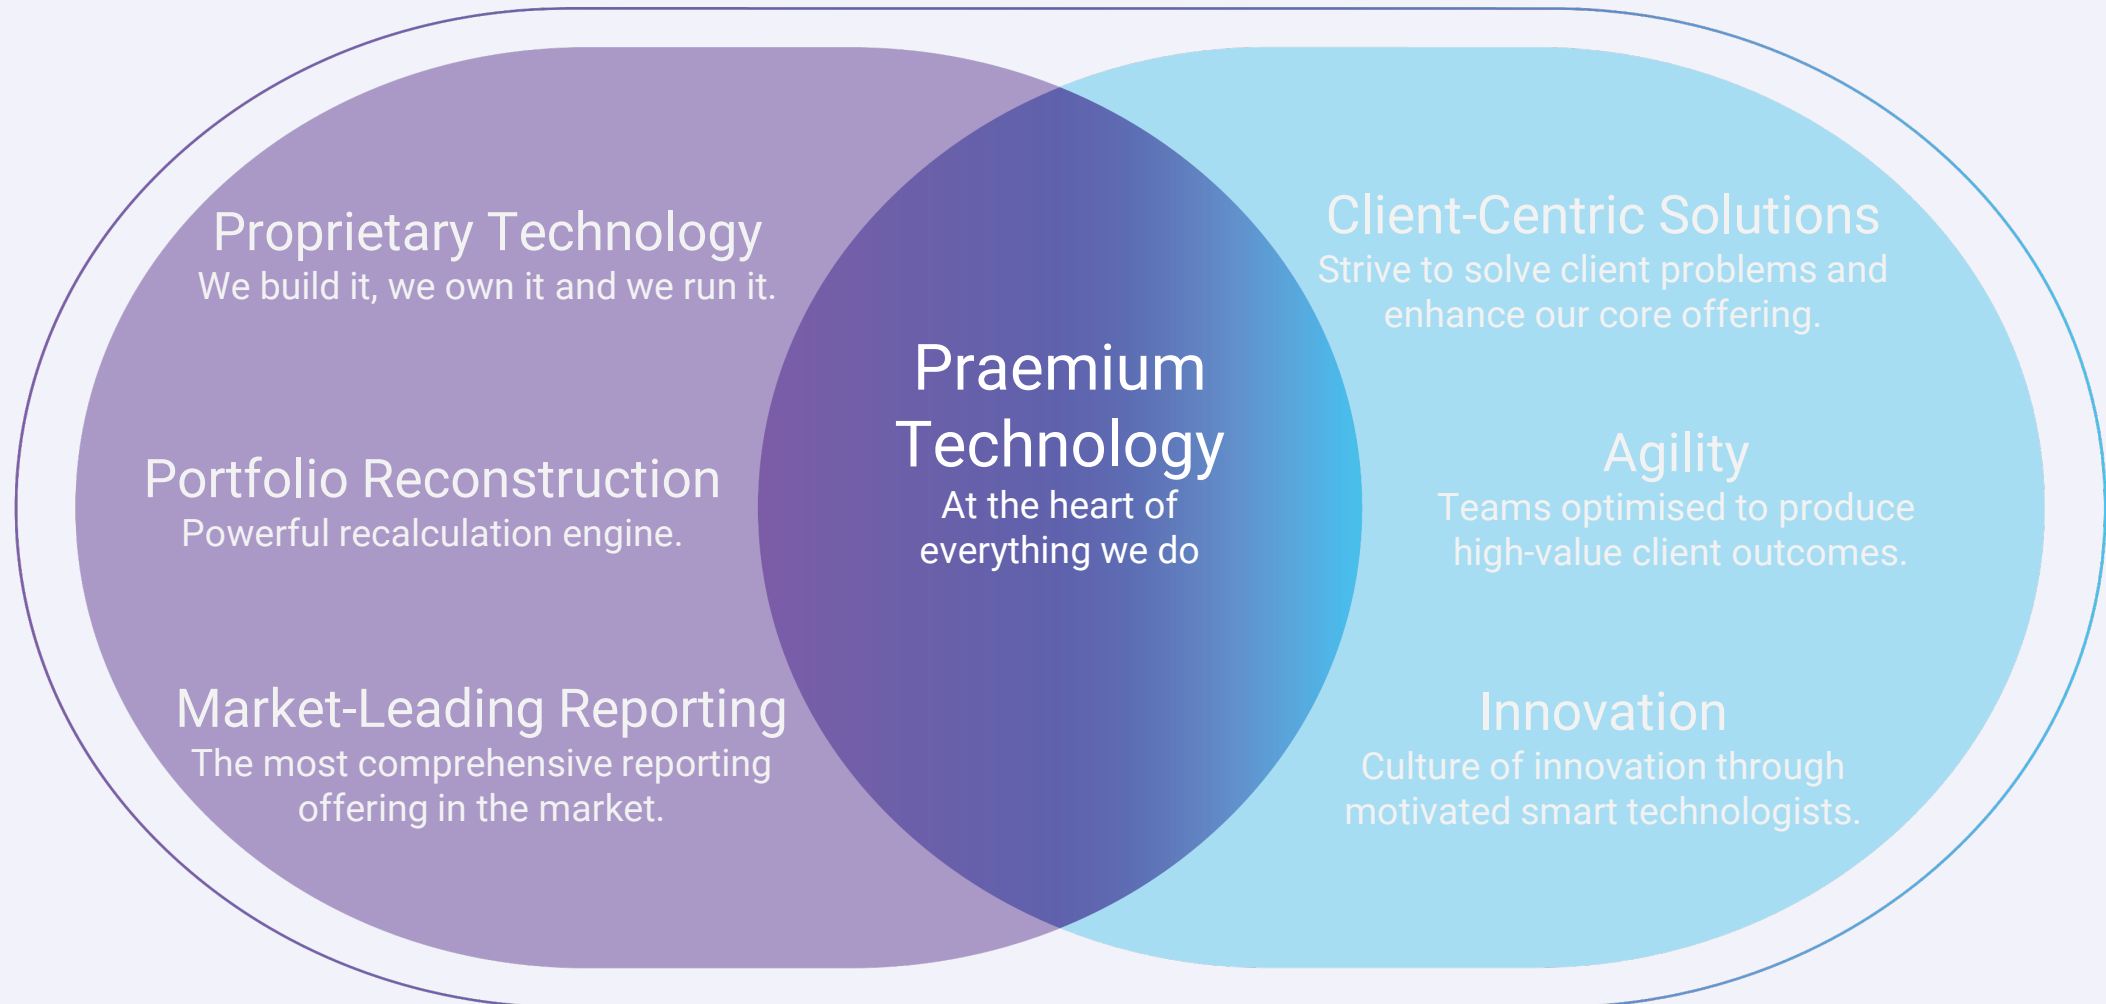 Proprietary Technology
We build it, we own it and we run it.
Portfolio Reconstruction
Powerful recalculation engine.
Market-Leading Reporting
The most comprehensive reporting
offering in the market.
Praemium
Technology
At the heart of
everything we do
Client-Centric Solutions
Strive to solve client problems and
enhance our core offering.
Agility
Teams optimised to produce
high-value client outcomes.
Innovation
Culture of innovation through
motivated smart technologists.